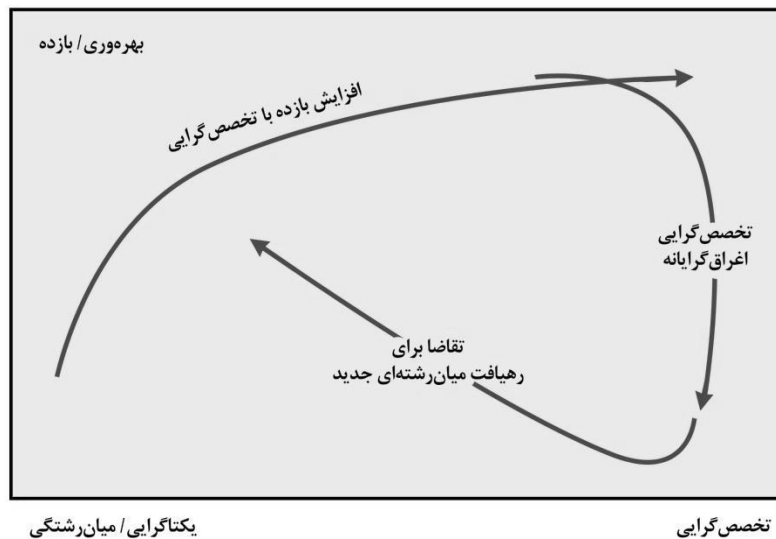 بهره‌وری/ بازده
افزایش بازده با تخصص‌گرایی
تخصص‌گرایی
اغراق‌گرایانه
تقاضا برای
رهیافت میان‌رشته‌ای جدید
تخصص‌گرایی
یکتاگرایی/ میان‌رشتگی